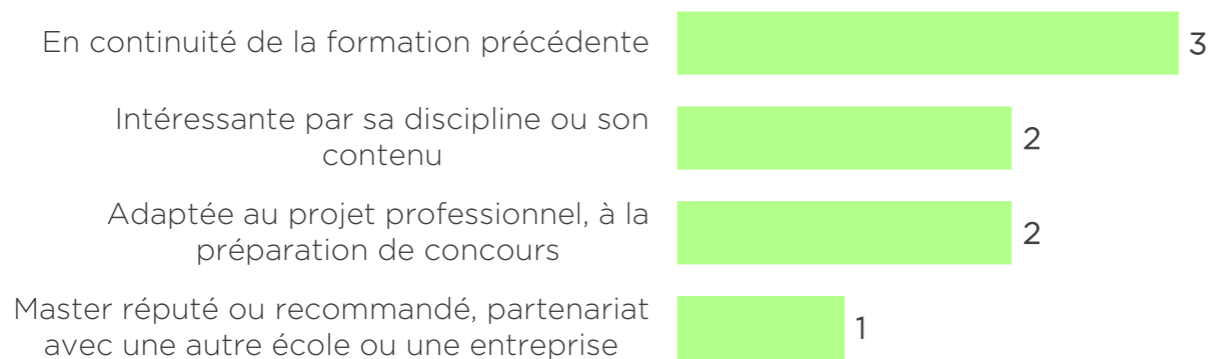 En continuité de la formation précédente
3
Intéressante par sa discipline ou son
contenu
2
Adaptée au projet professionnel, à la
préparation de concours
2
Master réputé ou recommandé, partenariat
avec une autre école ou une entreprise
1